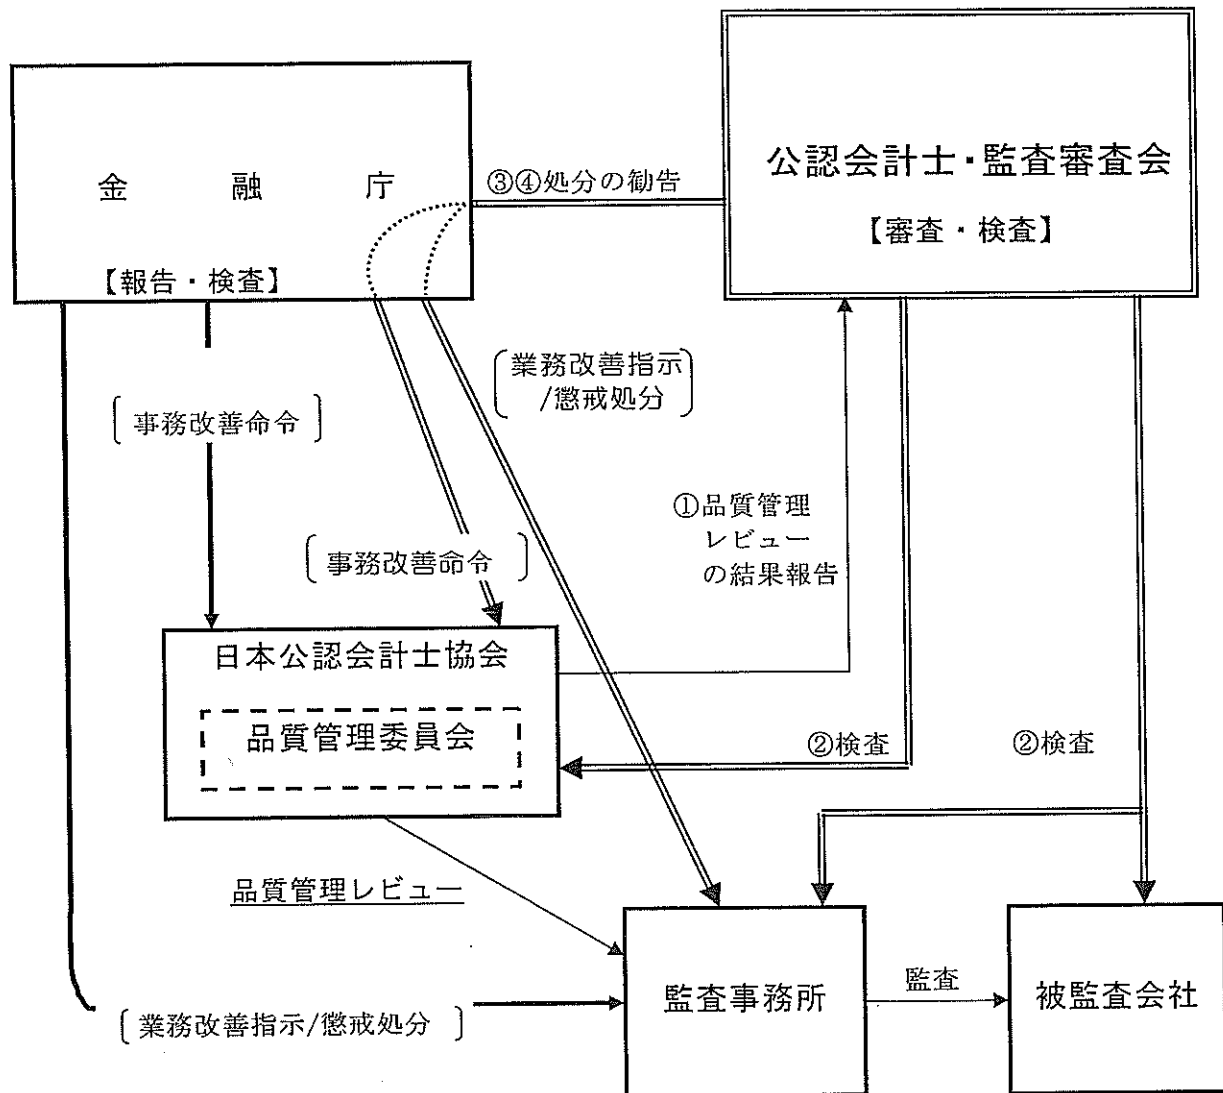 公認会計士・監査審査会
【審査・検査】
金融庁
【報告・検査】
③④処分の勧告
業務改善指示
/懲戒処分
事務改善命令
事務改善命令
①品質管理
レビュー
の結果報告
日本公認会計士協会
品質管理委員会
②検査
②検査
品質管理レビュー
監査事務所
監査
被監査会社
業務改善指示/懲戒処分